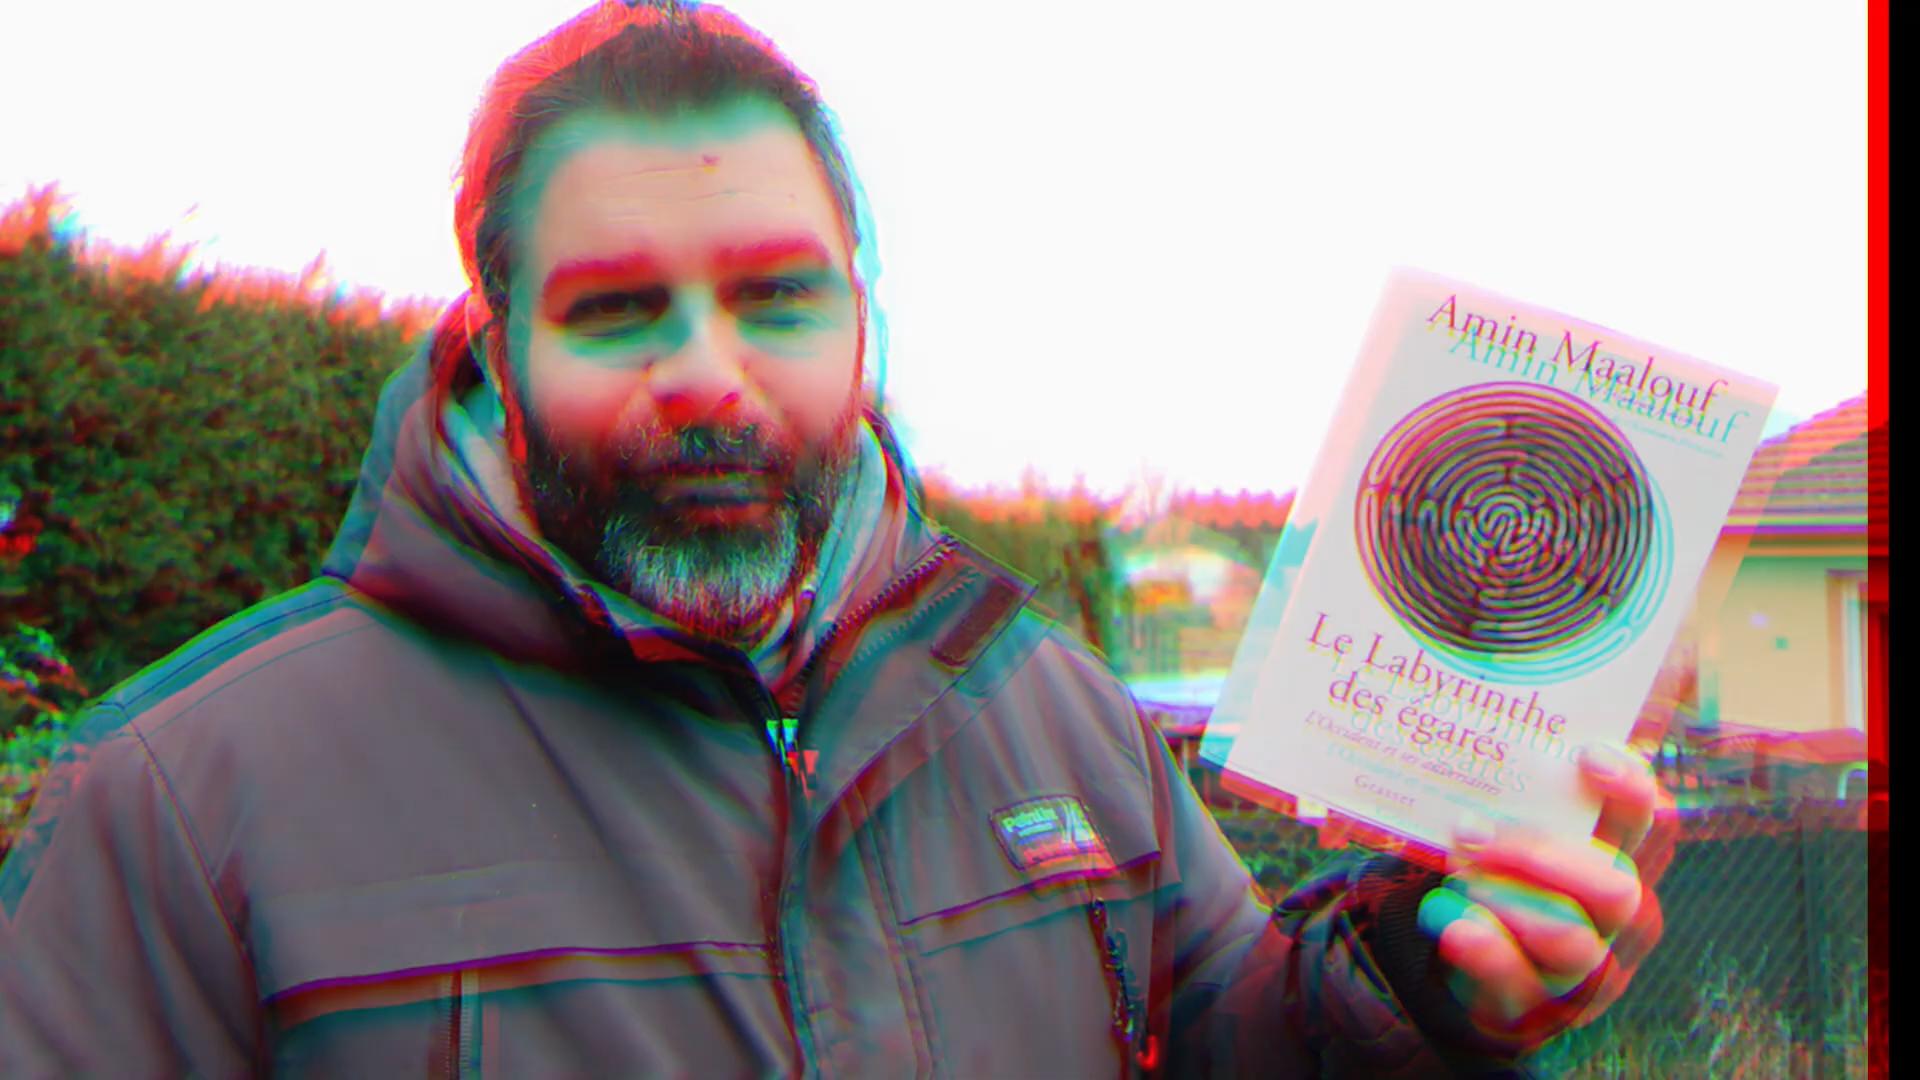 Amin Maalouf
Le Labyrinthe
des égarés
L'Occident et ses adversaires
Grasset